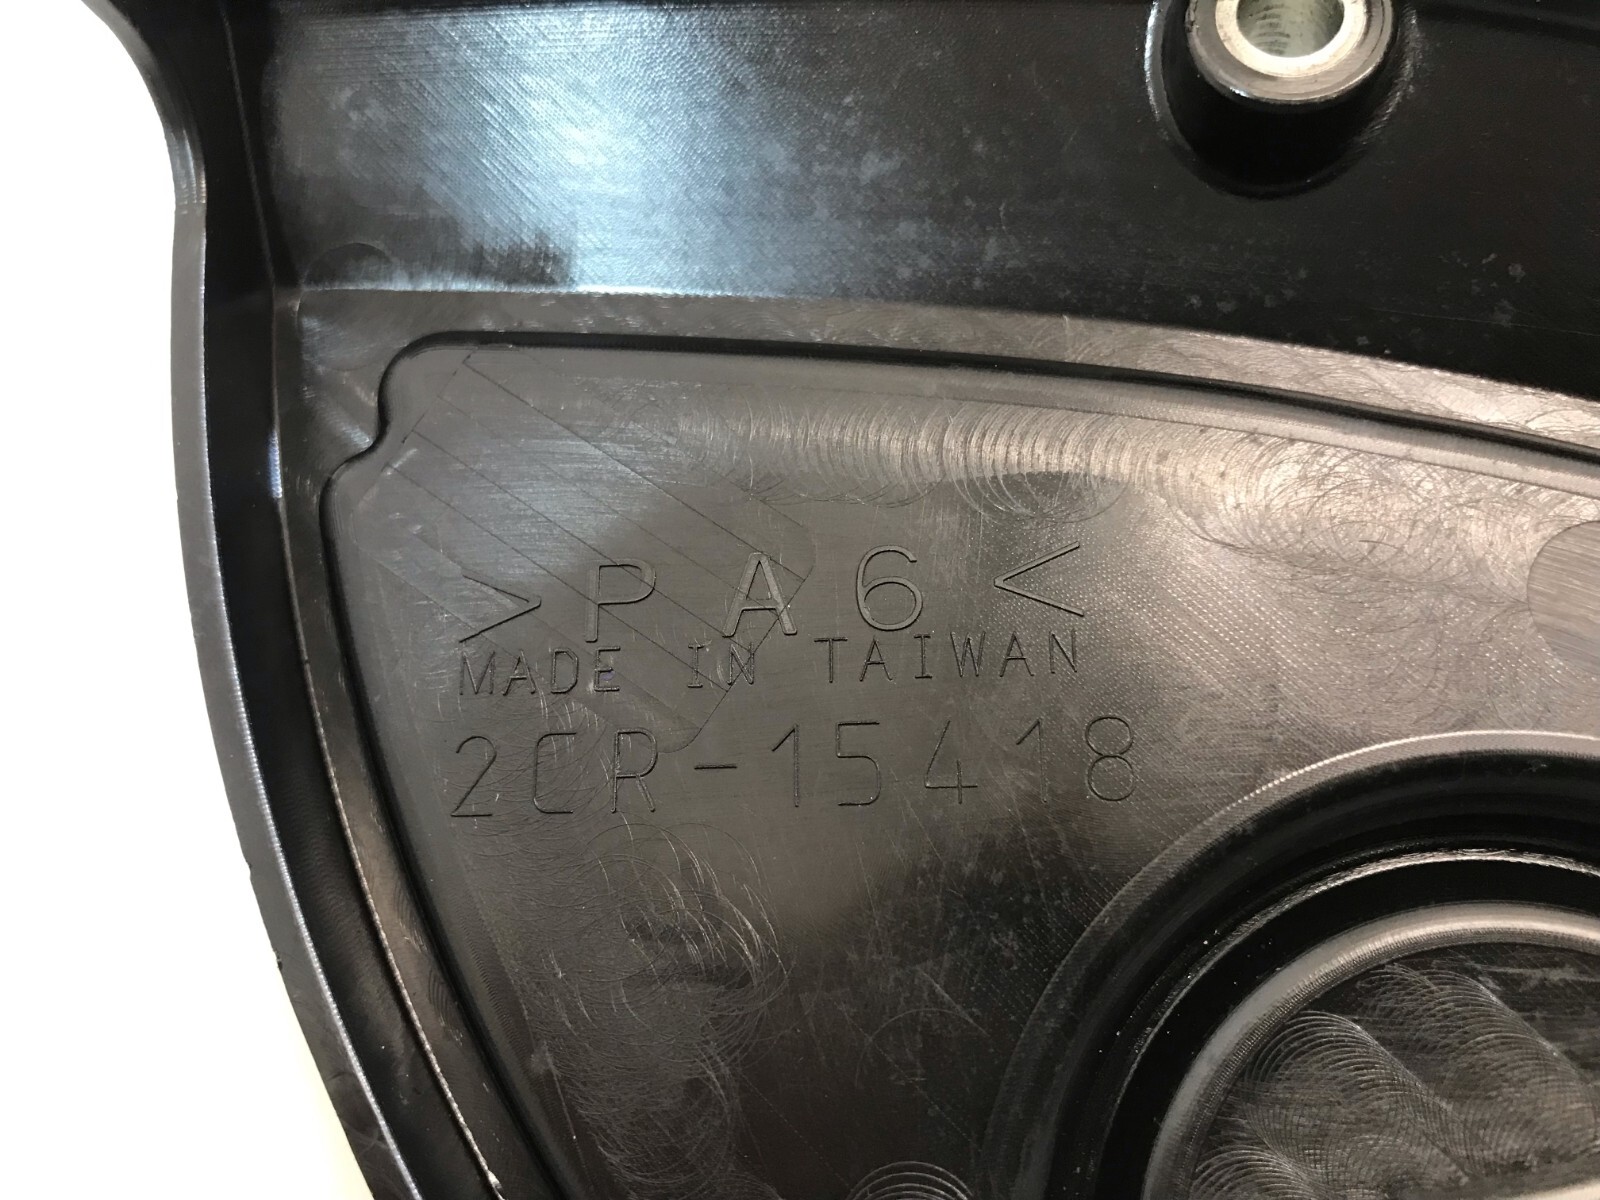 >PA6<
MADE IN TAIWAN
2CR-15418